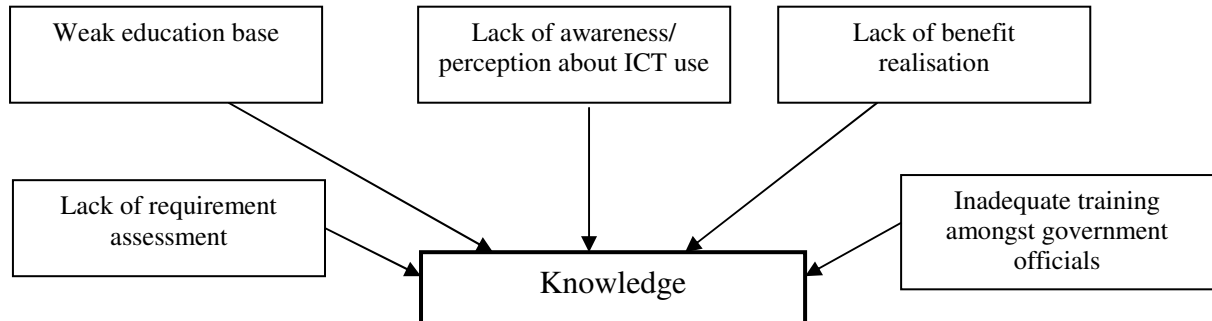 Weak education base
Lack of awareness/
perception about ICT use
Lack of benefit
realisation
Lack of requirement
assessment
Inadequate training
amongst government
officials
Knowledge